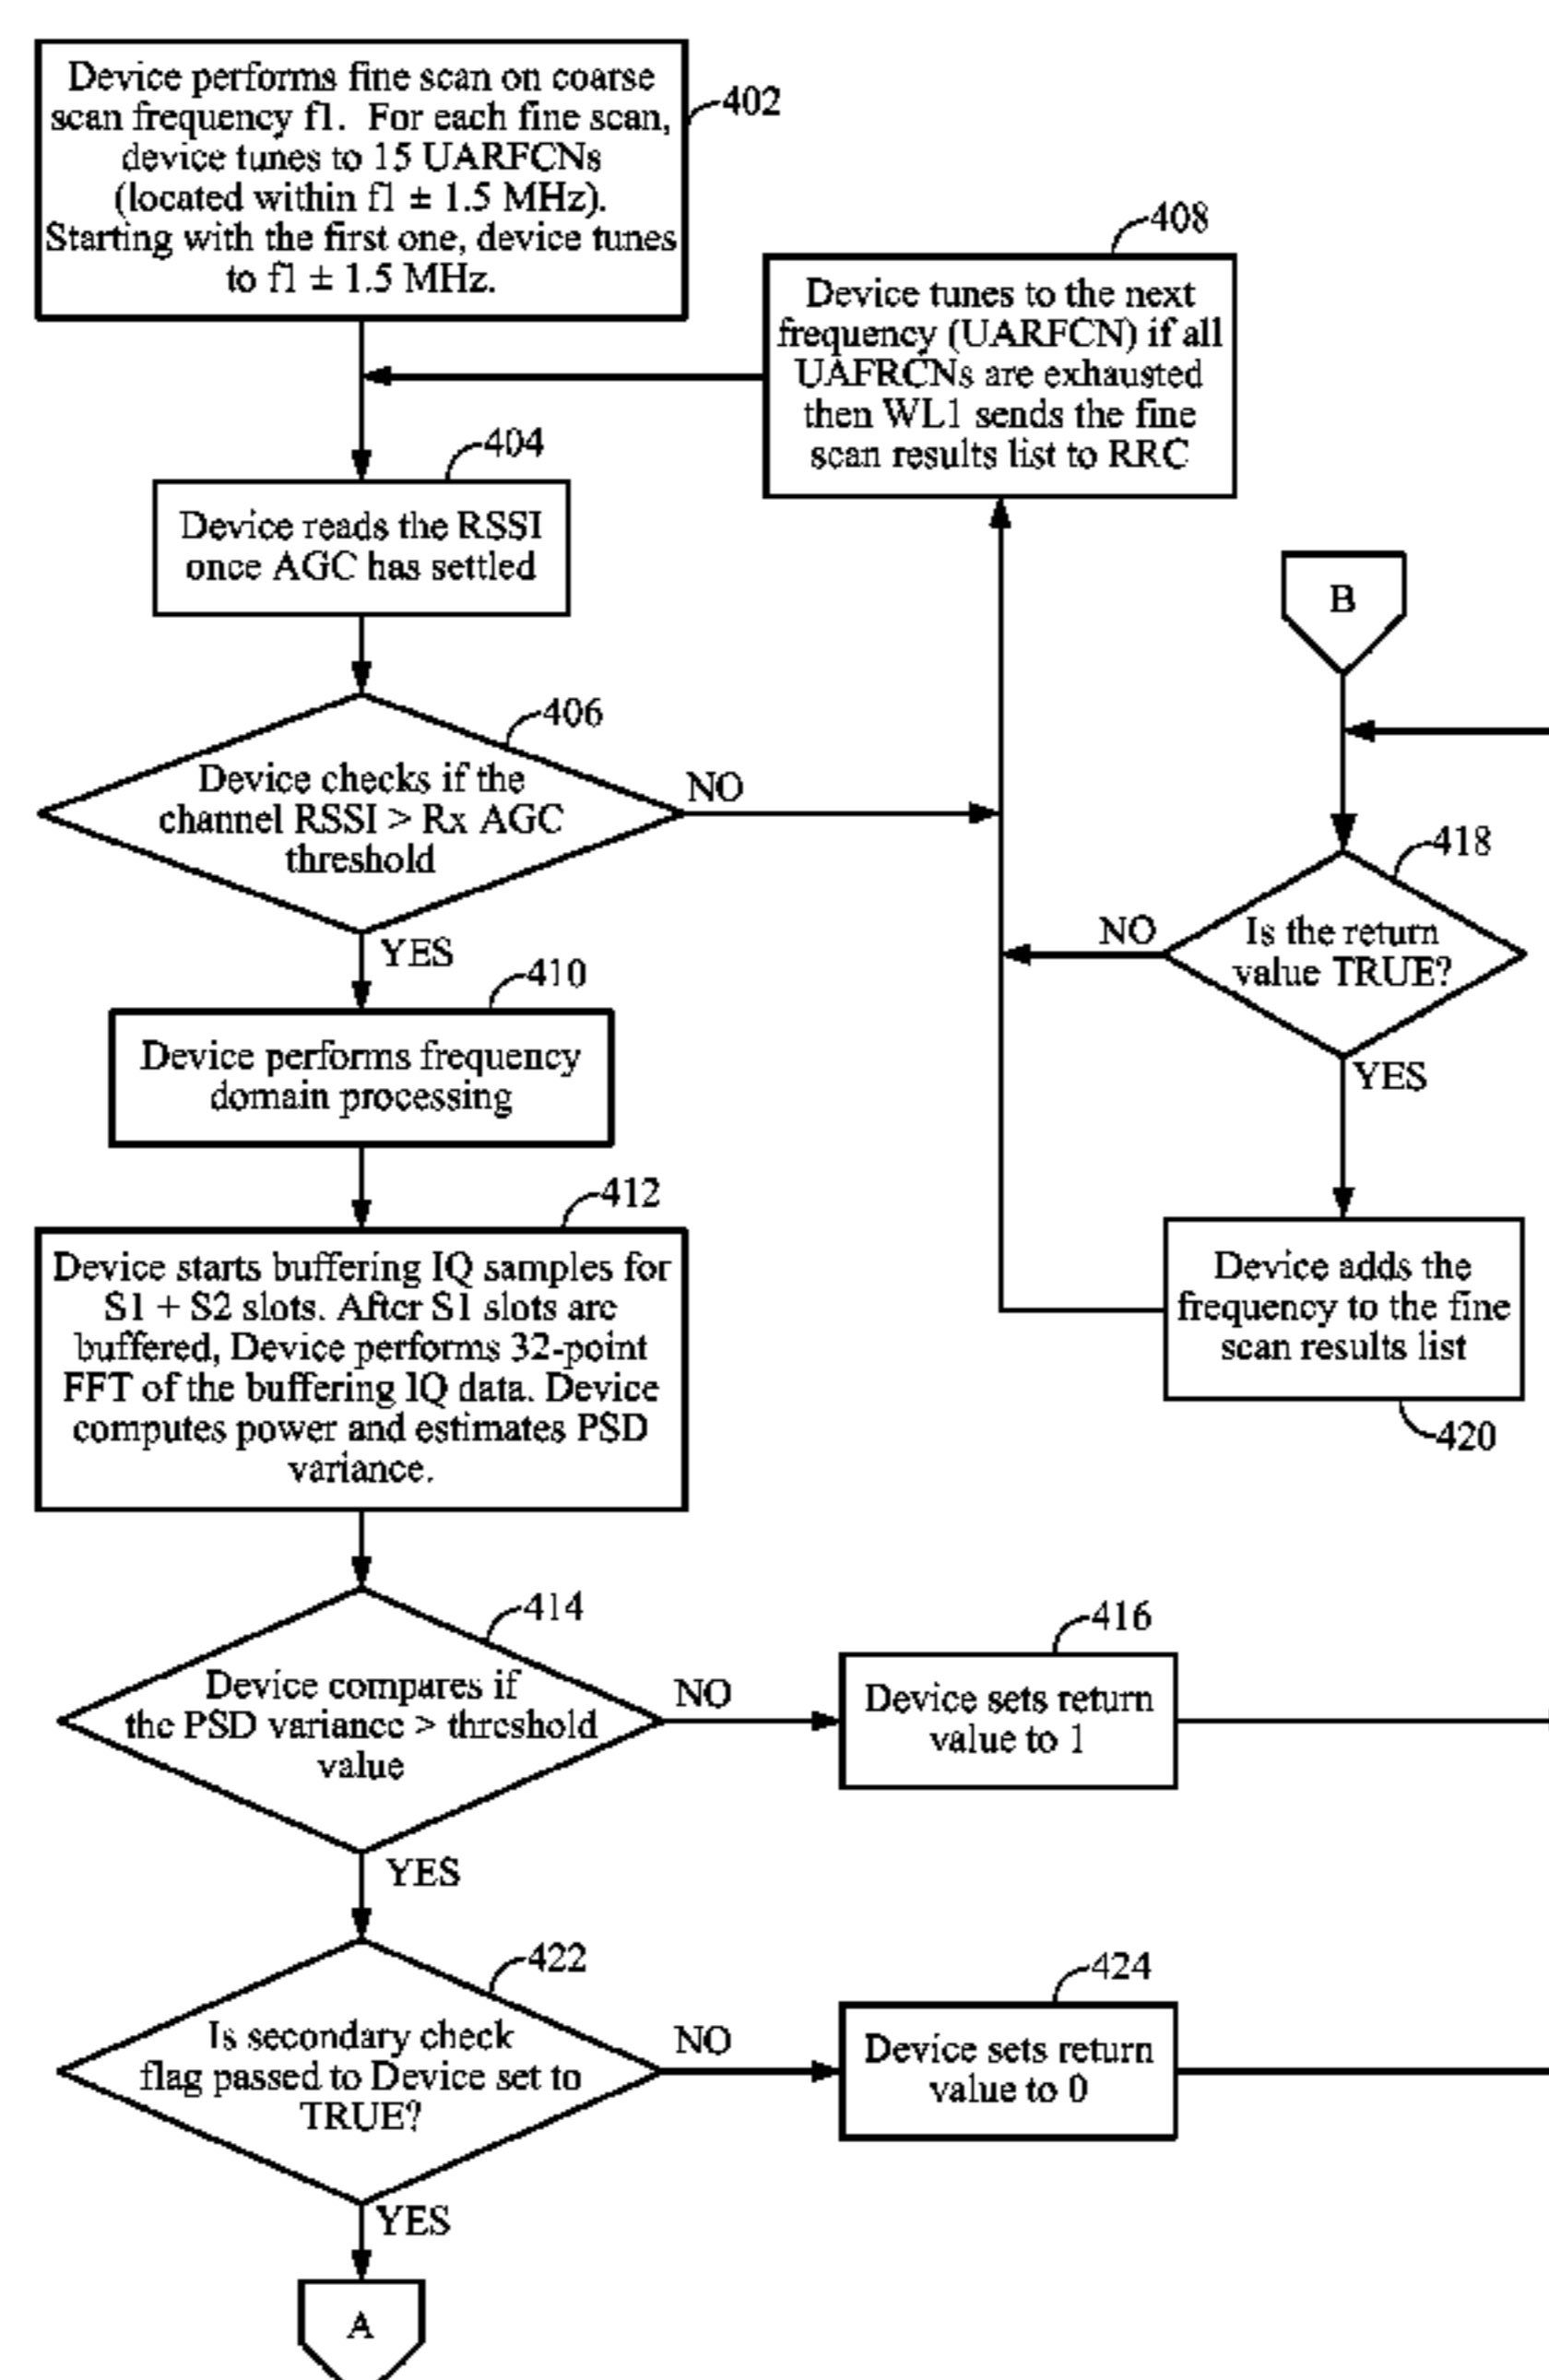 Device performs fine scan on coarse
scan frequency f1. For each fine scan,
device tunes to 15 UARFCNs
(located within f1 ± 1.5 MHz).
Starting with the first one, device tunes
to f1 ± 1.5 MHz.
402
408
Device tunes to the next
frequency (UARFCN) if all
UAFRCNs are exhausted
then WL1 sends the fine
scan results list to RRC
404
Device reads the RSSI
once AGC has settled
B
406
Device checks if the
channel RSSI > Rx AGC
threshold
NO
YES
418
Is the return
value TRUE?
NO
YES
410
Device performs frequency
domain processing
412
Device starts buffering IQ samples for
S1 + S2 slots. After S1 slots are
buffered, Device performs 32-point
FFT of the buffering IQ data. Device
computes power and estimates PSD
variance.
Device adds the
frequency to the fine
scan results list
420
414
Device compares if
the PSD variance > threshold
value
NO
YES
416
Device sets return
value to 1
422
Is secondary check
flag passed to Device set to
TRUE?
NO
YES
424
Device sets return
value to 0
A